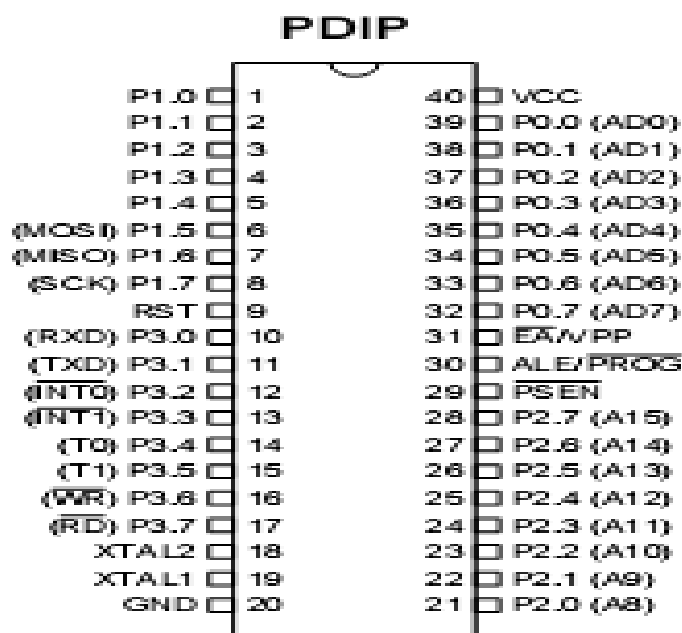 PDIP
P1.0 1 40 VCC
P1.1 2 39 P0.0 (AD0)
P1.2 3 38 P0.1 (AD1)
P1.3 4 37 P0.2 (AD2)
P1.4 5 36 P0.3 (AD3)
(MOSI) P1.5 6 35 P0.4 (AD4)
(MISO) P1.6 7 34 P0.5 (AD5)
(SCK) P1.7 8 33 P0.6 (AD6)
RST 9 32 P0.7 (AD7)
(RXD) P3.0 10 31 E̅A̅/VPP
(TXD) P3.1 11 30 ALE/P̅R̅O̅G̅
(I̅N̅T̅0̅) P3.2 12 29 P̅S̅E̅N̅
(I̅N̅T̅1̅) P3.3 13 28 P2.7 (A15)
(T0) P3.4 14 27 P2.6 (A14)
(T1) P3.5 15 26 P2.5 (A13)
(W̅R̅) P3.6 16 25 P2.4 (A12)
(R̅D̅) P3.7 17 24 P2.3 (A11)
XTAL2 18 23 P2.2 (A10)
XTAL1 19 22 P2.1 (A9)
GND 20 21 P2.0 (A8)